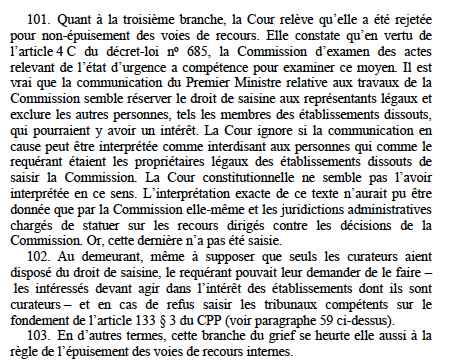 101. Quant à la troisième branche, la Cour relève qu'elle a été rejetée
pour non-épuisement des voies de recours. Elle constate qu'en vertu de
l'article 4 C du décret-loi nº 685, la Commission d'examen des actes
relevant de l'état d'urgence a compétence pour examiner ce moyen. Il est
vrai que la communication du Premier Ministre relative aux travaux de la
Commission semble réserver le droit de saisine aux représentants légaux et
exclure les autres personnes, tels les membres des établissements dissouts,
qui pourraient y avoir un intérêt. La Cour ignore si la communication en
cause peut être interprétée comme interdisant aux personnes qui comme le
requérant étaient les propriétaires légaux des établissements dissouts de
saisir la Commission. La Cour constitutionnelle ne semble pas l'avoir
interprétée en ce sens. L'interprétation exacte de ce texte n'aurait pu être
donnée que par la Commission elle-même et les juridictions administratives
chargés de statuer sur les recours dirigés contre les décisions de la
Commission. Or, cette dernière n'a pas été saisie.
102. Au demeurant, même à supposer que seuls les curateurs aient
disposé du droit de saisine, le requérant pouvait leur demander de le faire –
les intéressés devant agir dans l'intérêt des établissements dont ils sont
curateurs – et en cas de refus saisir les tribunaux compétents sur le
fondement de l'article 133 § 3 du CPP (voir paragraphe 59 ci-dessus).
103. En d'autres termes, cette branche du grief se heurte elle aussi à la
règle de l'épuisement des voies de recours internes.